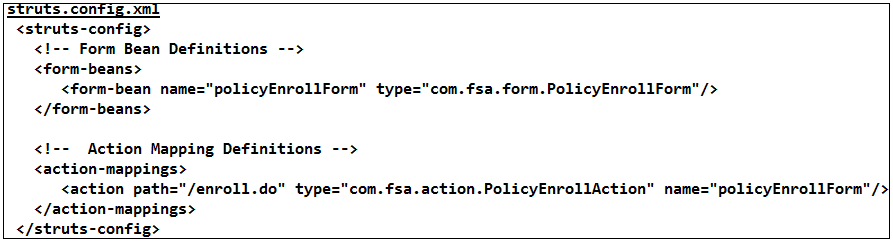 struts.config.xml
<struts-config>
<!-- Form Bean Definitions -->
<form-beans>
<form-bean name="policyEnrollForm" type="com.fsa.form.PolicyEnrollForm"/>
</form-beans>
<!--  Action Mapping Definitions -->
<action-mappings>
<action path="/enroll.do" type="com.fsa.action.PolicyEnrollAction" name="policyEnrollForm"/>
</action-mappings>
</struts-config>